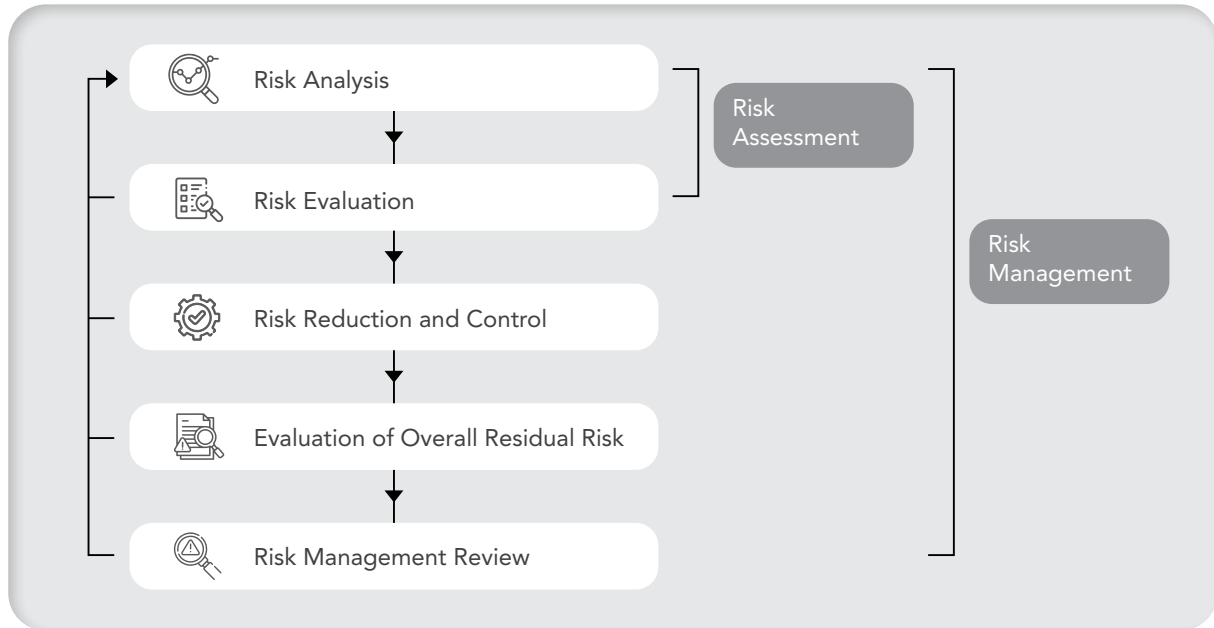 Risk Analysis
Risk
Assessment
Risk Evaluation
Risk
Management
Risk Reduction and Control
Evaluation of Overall Residual Risk
Risk Management Review